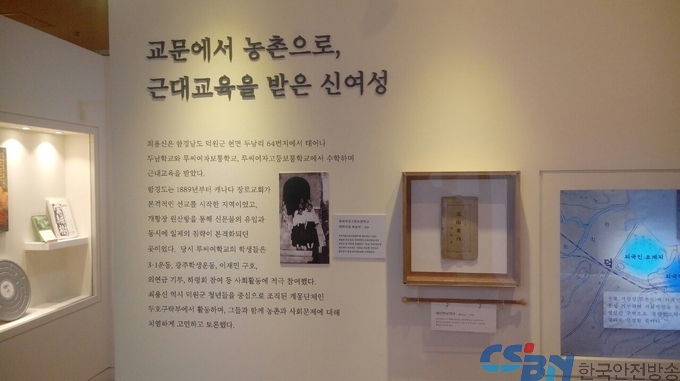 교문에서 농촌으로,
근대교육을 받은 신여성
최용신은 함경남도 덕원군 현면 두남리 64번지에서 태어나
두남학교와 루씨여자보통학교, 루씨여자고등보통학교에서 수학하며
근대교육을 받았다.
함경도는 1889년부터 캐나다 장로교회가
본격적인 선교를 시작한 지역이었고,
개항장 원산항을 통해 신문물의 유입과
동시에 일제의 침략이 본격화되던
곳이었다. 당시 루씨여학교의 학생들은
3·1운동, 광주학생운동, 이재민 구호,
의연금 기부, 하령회 참여 등 사회활동에 적극 참여했다.
최용신 역시 덕원군 청년들을 중심으로 조직된 계몽단체인
두호구락부에서 활동하며, 그들과 함께 농촌과 사회문제에 대해
치열하게 고민하고 토론했다.
외국인 조계지
덕
CSBN 한국안전방송